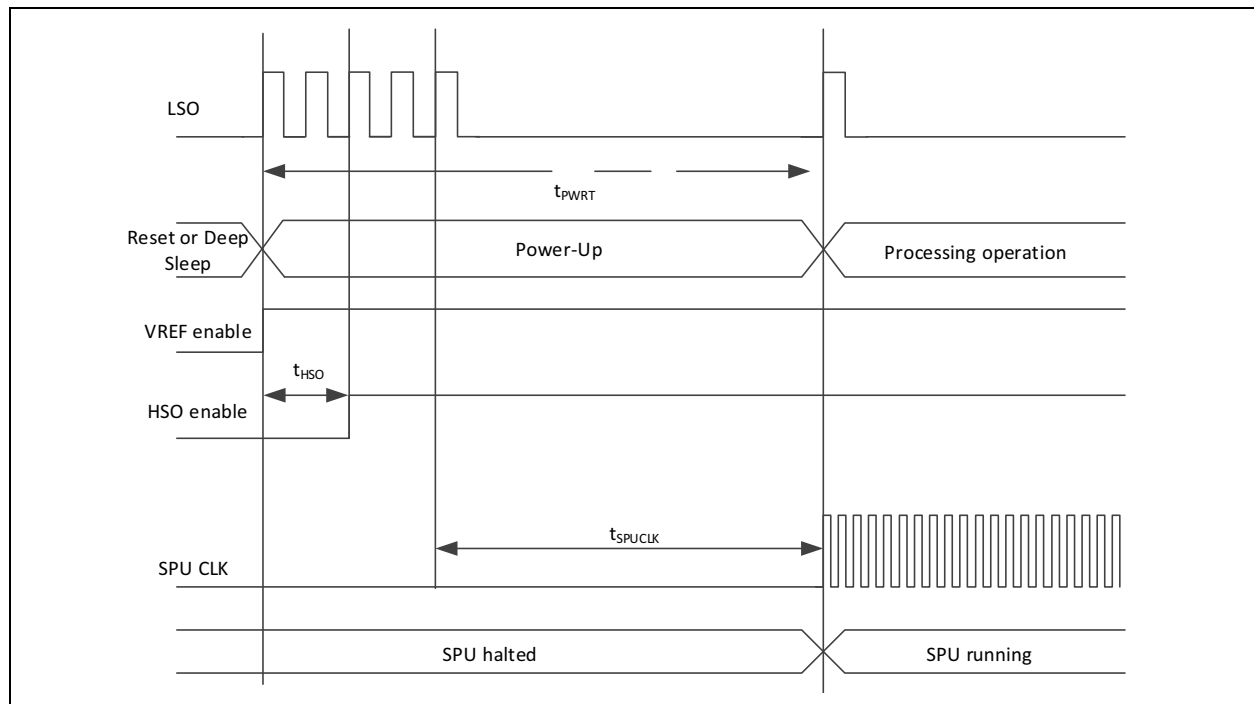 LSO
tPWRT
Reset or Deep
Sleep
Power-Up
Processing operation
VREF enable
tHSO
HSO enable
tSPUCLK
SPU CLK
SPU halted
SPU running